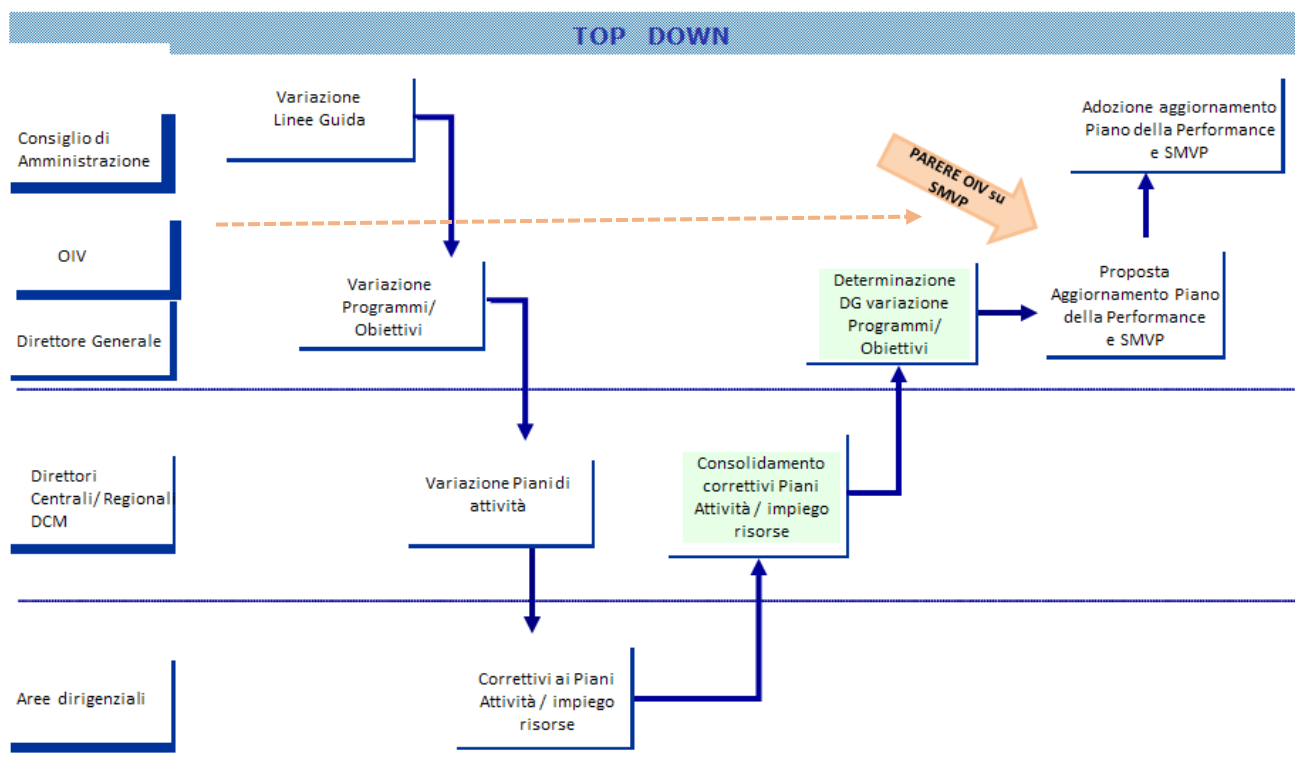 TOP DOWN
Consiglio di
Amministrazione
Variazione
Linee Guida
Adozione aggiornamento
Piano della Performance
e SMVP
PARERE OIV su
SMVP
OIV
Direttore Generale
Variazione
Programmi/
Obiettivi
Determinazione
DG variazione
Programmi/
Obiettivi
Proposta
Aggiornamento Piano
della Performance
e SMVP
Direttori
Centrali/Regional
DCM
Variazione Piani di
attività
Consolidamento
correttivi Piani
Attività / impiego
risorse
Aree dirigenziali
Correttivi ai Piani
Attività / impiego
risorse